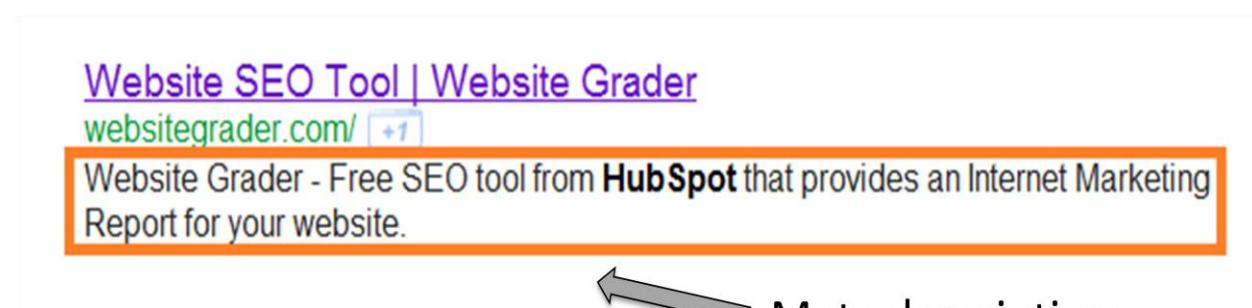 Website SEO Tool | Website Grader
websitegrader.com/ +1
Website Grader - Free SEO tool from HubSpot that provides an Internet Marketing
Report for your website.